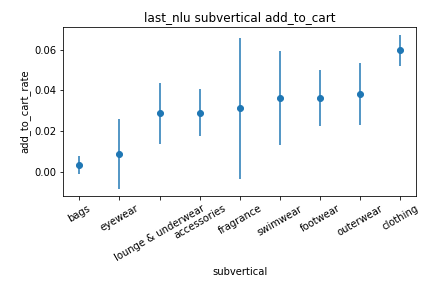 last_nlu subvertical add_to_cart
add_to_cart_rate
0.06
0.04
0.02
0.00
bags
eyewear
lounge & underwear
accessories
fragrance
swimwear
footwear
outerwear
clothing
subvertical